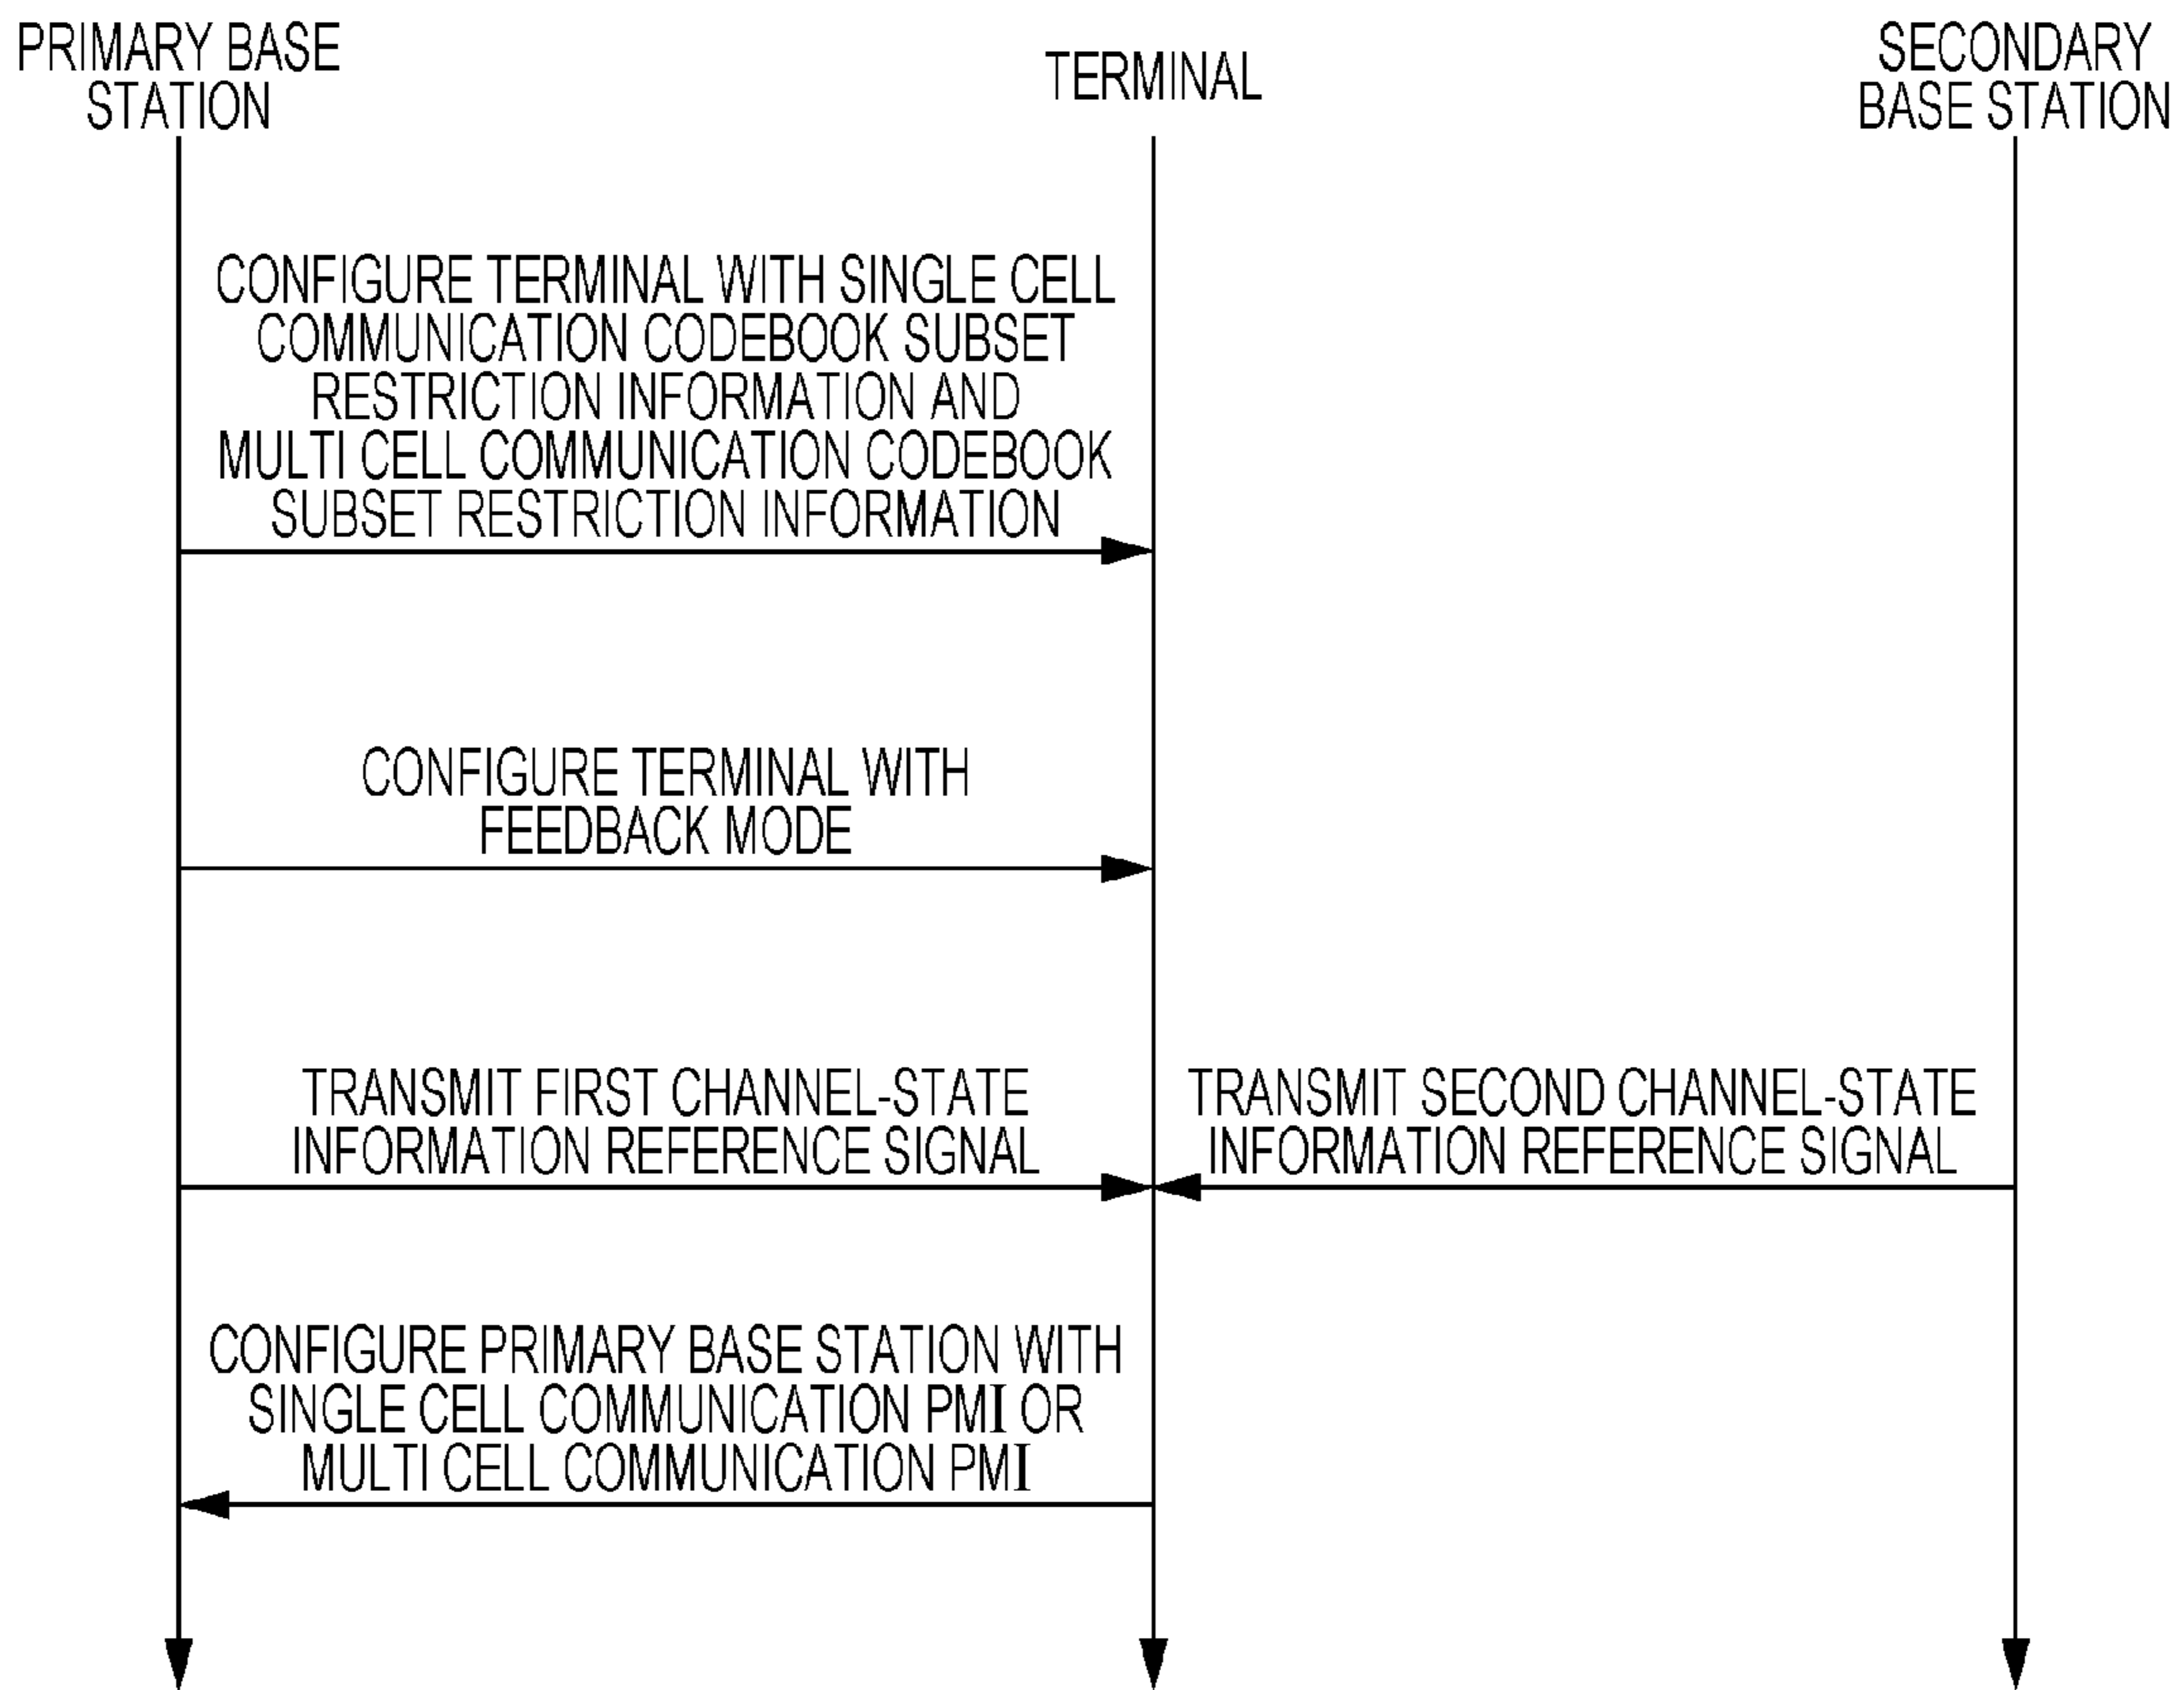 PRIMARY BASE
STATION
TERMINAL
SECONDARY
BASE STATION
CONFIGURE TERMINAL WITH SINGLE CELL
COMMUNICATION CODEBOOK SUBSET
RESTRICTION INFORMATION AND
MULTI CELL COMMUNICATION CODEBOOK
SUBSET RESTRICTION INFORMATION
CONFIGURE TERMINAL WITH
FEEDBACK MODE
TRANSMIT FIRST CHANNEL-STATE
INFORMATION REFERENCE SIGNAL
TRANSMIT SECOND CHANNEL-STATE
INFORMATION REFERENCE SIGNAL
CONFIGURE PRIMARY BASE STATION WITH
SINGLE CELL COMMUNICATION PMI OR
MULTI CELL COMMUNICATION PMI